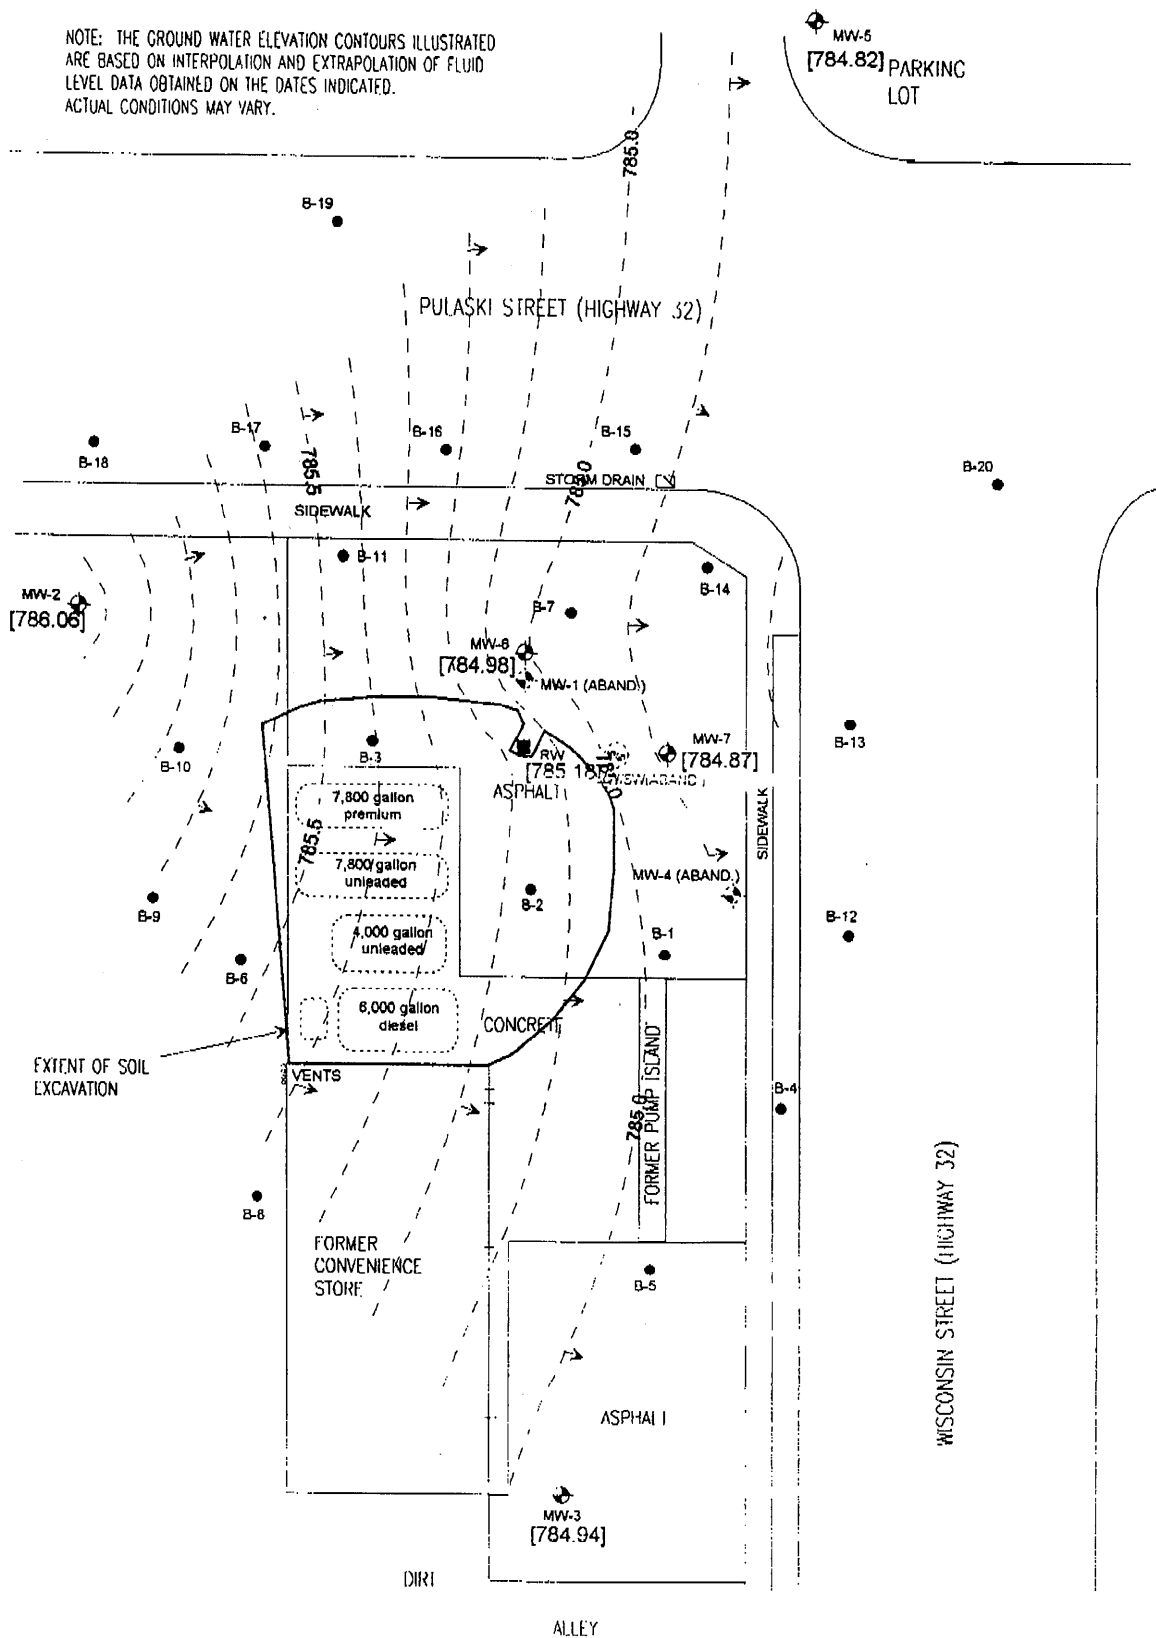 NOTE: THE GROUND WATER ELEVATION CONTOURS ILLUSTRATED
ARE BASED ON INTERPOLATION AND EXTRAPOLATION OF FLUID
LEVEL DATA OBTAINED ON THE DATES INDICATED.
ACTUAL CONDITIONS MAY VARY.
MW-5
[784.82]
PARKING
LOT
785.0
B-19
PULASKI STREET (HIGHWAY 32)
B-17
B-18
B-16
B-15
B-20
785.5
STORM DRAIN
785.0
SIDEWALK
B-11
B-14
MW-2
[786.06]
B-7
MW-6
[784.98]
MW-1 (ABAND.)
B-10
B-3
RW
[785.18]
MW-7
[784.87]
B-13
ASPHALT
7,800 gallon
premium
785.5
7,800 gallon
unleaded
SIDEWALK
MW-4 (ABAND.)
B-9
B-2
B-12
4,000 gallon
unleaded
B-1
B-6
6,000 gallon
diesel
CONCRETE
EXTENT OF SOIL
EXCAVATION
VENTS
FORMER PUMP ISLAND
785.0
B-4
B-8
WISCONSIN STREET (HIGHWAY 32)
FORMER
CONVENIENCE
STORE
B-5
ASPHALT
MW-3
[784.94]
DIRT
ALLEY